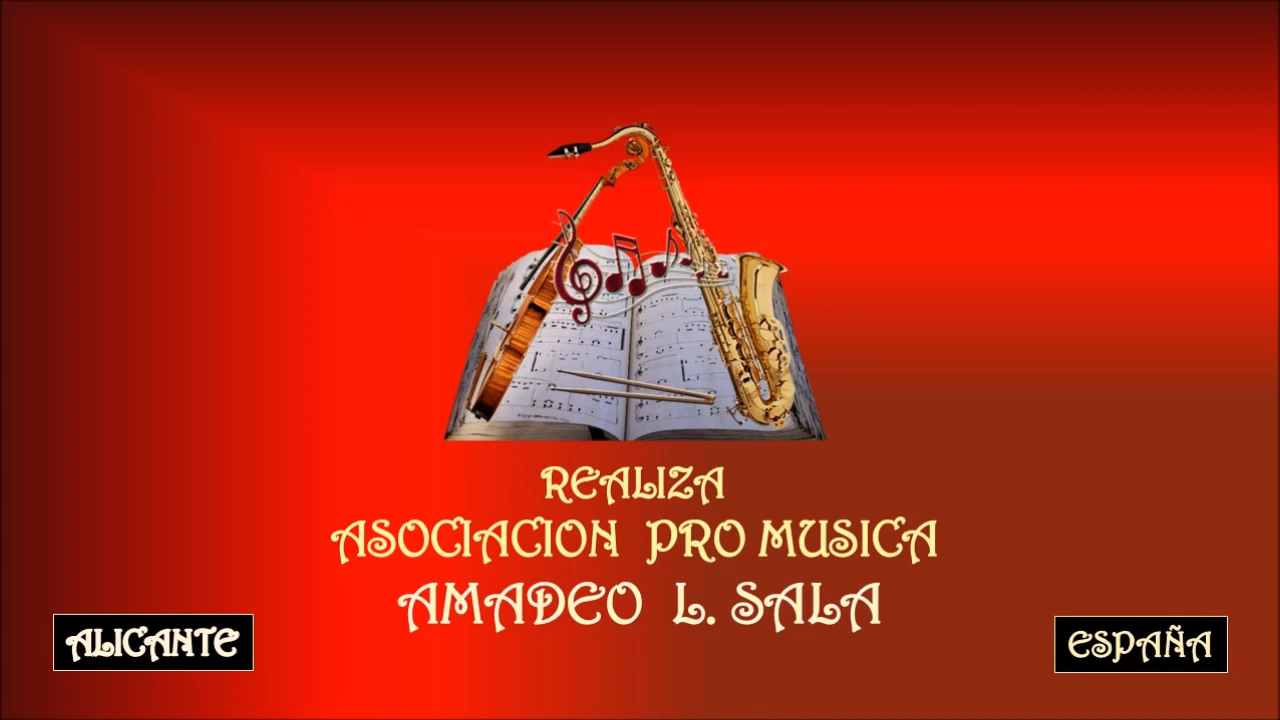 REALIZA
ASOCIACION PRO MUSICA
AMADEO L. SALA
ALICANTE
ESPAÑA